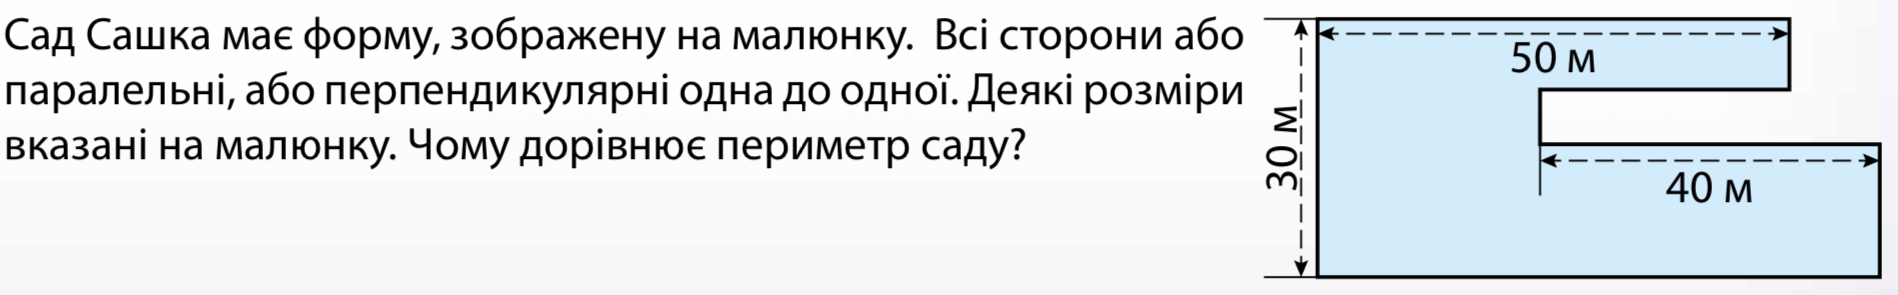 Сад Сашка має форму, зображену на малюнку. Всі сторони або
паралельні, або перпендикулярні одна до одної. Деякі розміри
вказані на малюнку. Чому дорівнює периметр саду?
50 м
30 м
40 м